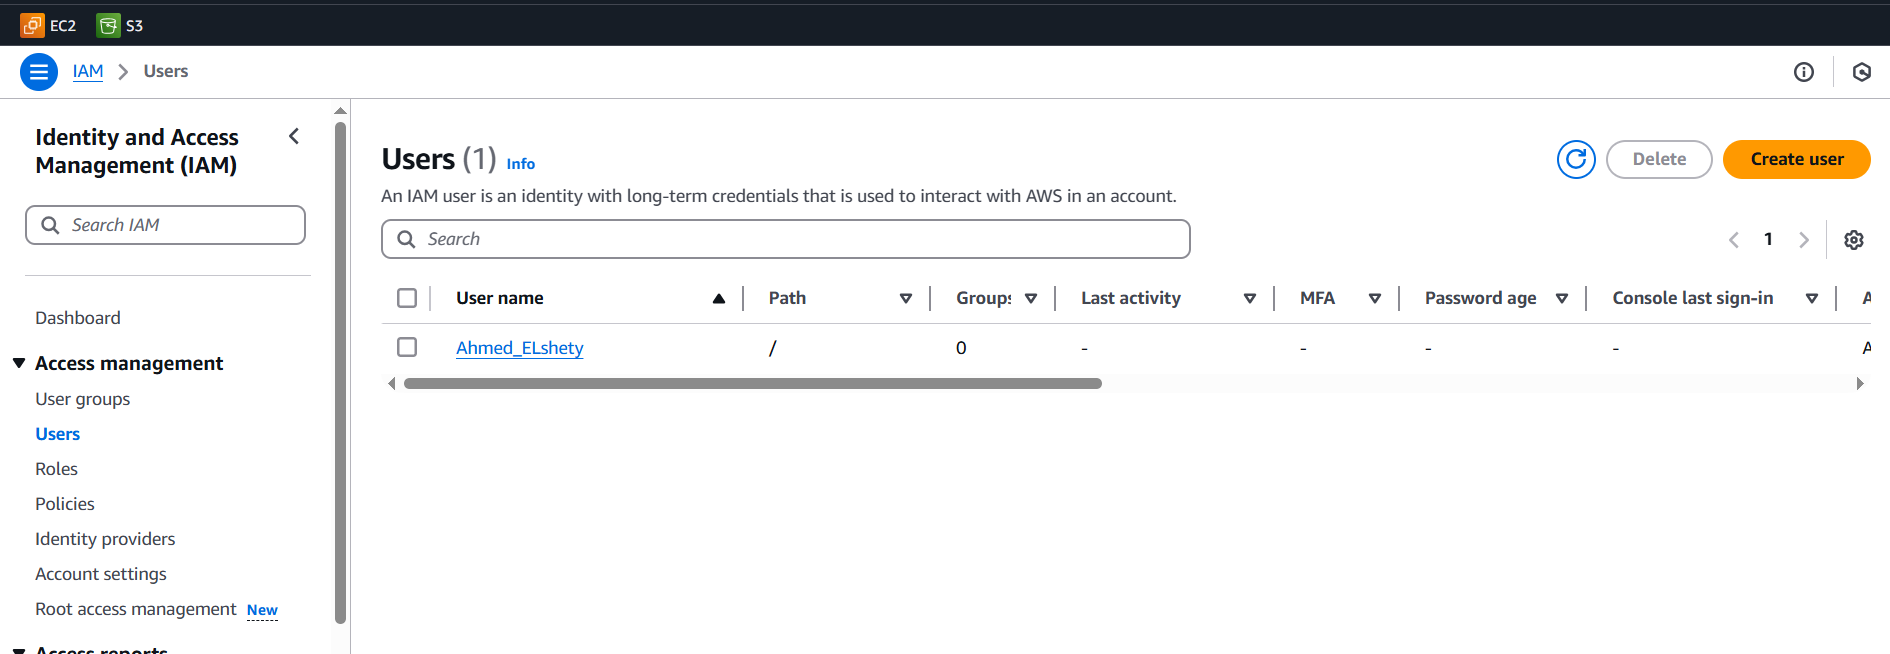 EC2 S3
IAM Users
Identity and Access
Management (IAM)
Search IAM
Dashboard
Access management
User groups
Users
Roles
Policies
Identity providers
Account settings
Root access management New
Access reports
Users (1) Info
Delete
Create user
An IAM user is an identity with long-term credentials that is used to interact with AWS in an account.
Search
1
User name Path Groups Last activity MFA Password age Console last sign-in A
Ahmed_ELshety / 0 - - - - A